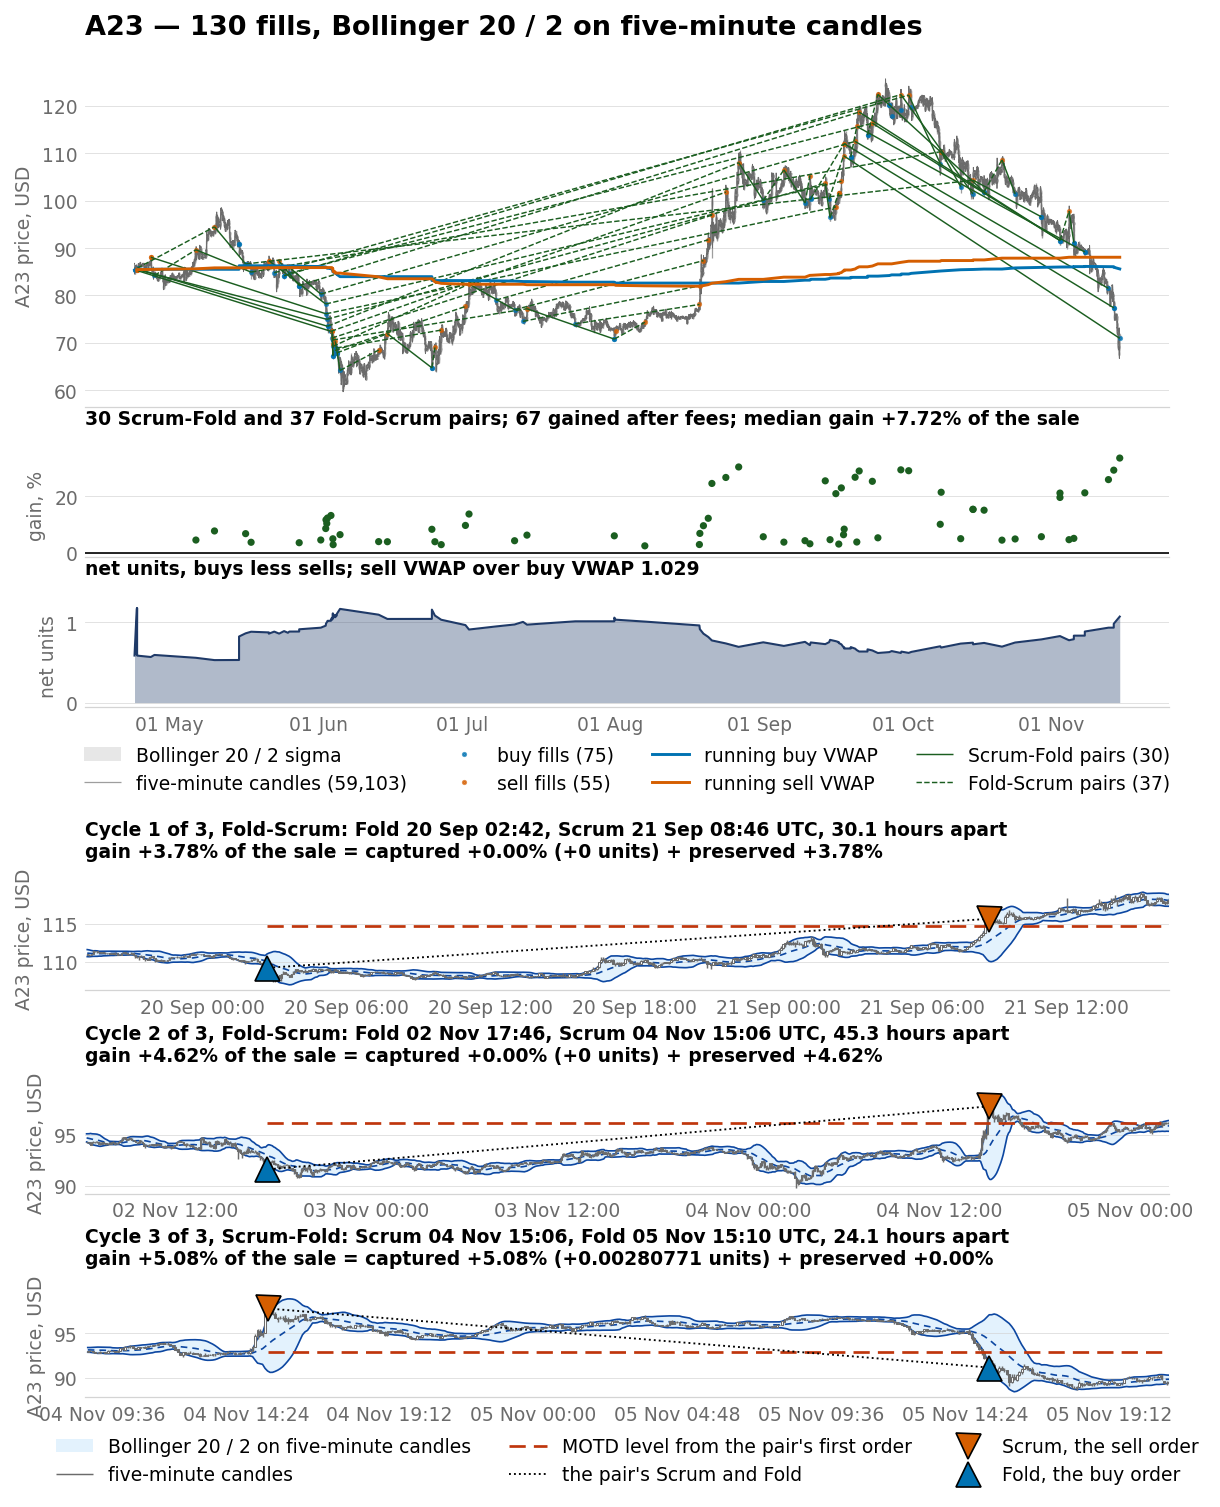 A23 — 130 fills, Bollinger 20 / 2 on five-minute candles
A23 price, USD
120
110
100
90
80
70
60
30 Scrum-Fold and 37 Fold-Scrum pairs; 67 gained after fees; median gain +7.72% of the sale
gain, %
20
0
net units, buys less sells; sell VWAP over buy VWAP 1.029
net units
1
0
01 May 01 Jun 01 Jul 01 Aug 01 Sep 01 Oct 01 Nov
Bollinger 20 / 2 sigma buy fills (75) running buy VWAP Scrum-Fold pairs (30)
five-minute candles (59,103) sell fills (55) running sell VWAP Fold-Scrum pairs (37)
Cycle 1 of 3, Fold-Scrum: Fold 20 Sep 02:42, Scrum 21 Sep 08:46 UTC, 30.1 hours apart
gain +3.78% of the sale = captured +0.00% (+0 units) + preserved +3.78%
A23 price, USD
115
110
20 Sep 00:00 20 Sep 06:00 20 Sep 12:00 20 Sep 18:00 21 Sep 00:00 21 Sep 06:00 21 Sep 12:00
Cycle 2 of 3, Fold-Scrum: Fold 02 Nov 17:46, Scrum 04 Nov 15:06 UTC, 45.3 hours apart
gain +4.62% of the sale = captured +0.00% (+0 units) + preserved +4.62%
A23 price, USD
95
90
02 Nov 12:00 03 Nov 00:00 03 Nov 12:00 04 Nov 00:00 04 Nov 12:00 05 Nov 00:00
Cycle 3 of 3, Scrum-Fold: Scrum 04 Nov 15:06, Fold 05 Nov 15:10 UTC, 24.1 hours apart
gain +5.08% of the sale = captured +5.08% (+0.00280771 units) + preserved +0.00%
A23 price, USD
95
90
04 Nov 09:36 04 Nov 14:24 04 Nov 19:12 05 Nov 00:00 05 Nov 04:48 05 Nov 09:36 05 Nov 14:24 05 Nov 19:12
Bollinger 20 / 2 on five-minute candles MOTD level from the pair's first order Scrum, the sell order
five-minute candles the pair's Scrum and Fold Fold, the buy order